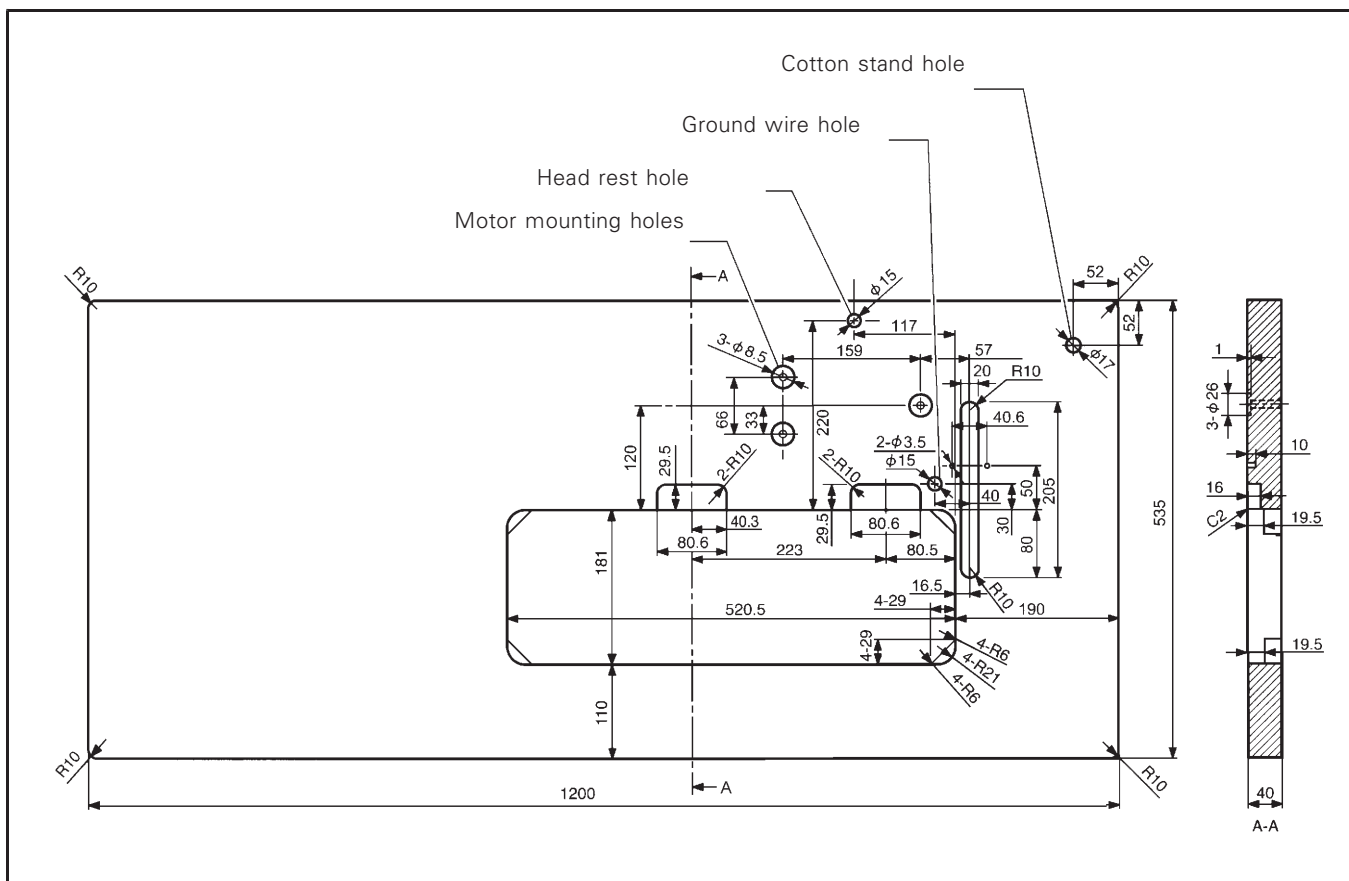 Cotton stand hole
Ground wire hole
Head rest hole
Motor mounting holes
R10
A
φ15
52
R10
52
117
φ17
3-φ8.5
159
57
20
R10
1
3-φ26
66
33
220
40.6
120
29.5
2-R10
2-R10
2-φ3.5
φ15
10
50
205
535
16
40
30
C2
19.5
40.3
29.5
80.6
80.6
80
181
223
80.5
16.5
R10
4-29
520.5
190
4-29
4-R6
4-R21
4-R6
19.5
110
R10
R10
A
1200
40
A-A